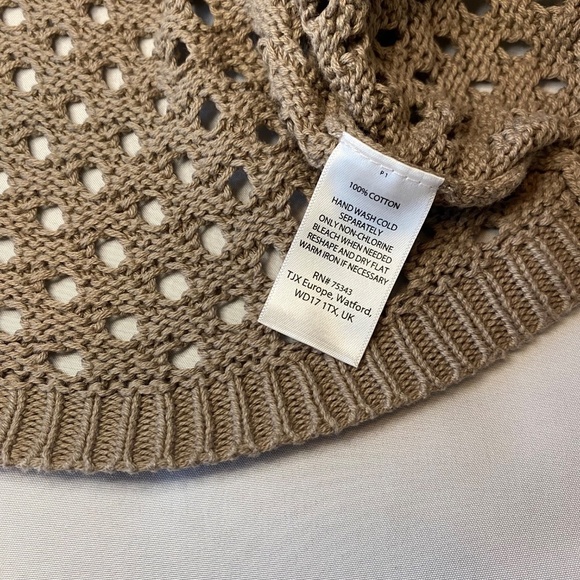 P1
100% COTTON
HAND WASH COLD
SEPARATELY
ONLY NON-CHLORINE
BLEACH WHEN NEEDED
RESHAPE AND DRY FLAT
WARM IRON IF NECESSARY
RN# 75343
TJX Europe, Watford,
WD17 1TX, UK